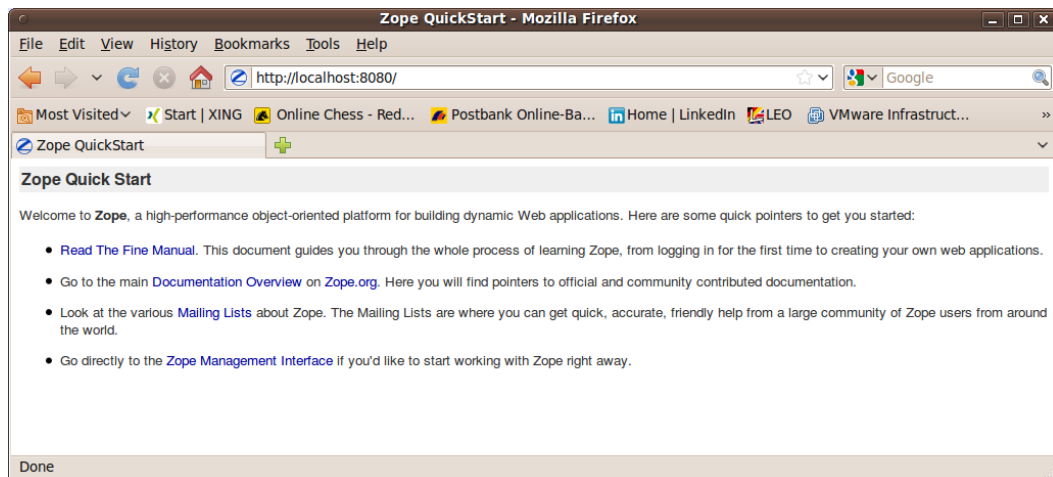 Zope QuickStart - Mozilla Firefox
File Edit View History Bookmarks Tools Help
http://localhost:8080/ Google
Most Visited Start | XING Online Chess - Red... Postbank Online-Ba... Home | LinkedIn LEO VMware Infrastruct... »
Zope QuickStart
Zope Quick Start
Welcome to Zope, a high-performance object-oriented platform for building dynamic Web applications. Here are some quick pointers to get you started:
• Read The Fine Manual. This document guides you through the whole process of learning Zope, from logging in for the first time to creating your own web applications.
• Go to the main Documentation Overview on Zope.org. Here you will find pointers to official and community contributed documentation.
• Look at the various Mailing Lists about Zope. The Mailing Lists are where you can get quick, accurate, friendly help from a large community of Zope users from around
the world.
• Go directly to the Zope Management Interface if you'd like to start working with Zope right away.
Done